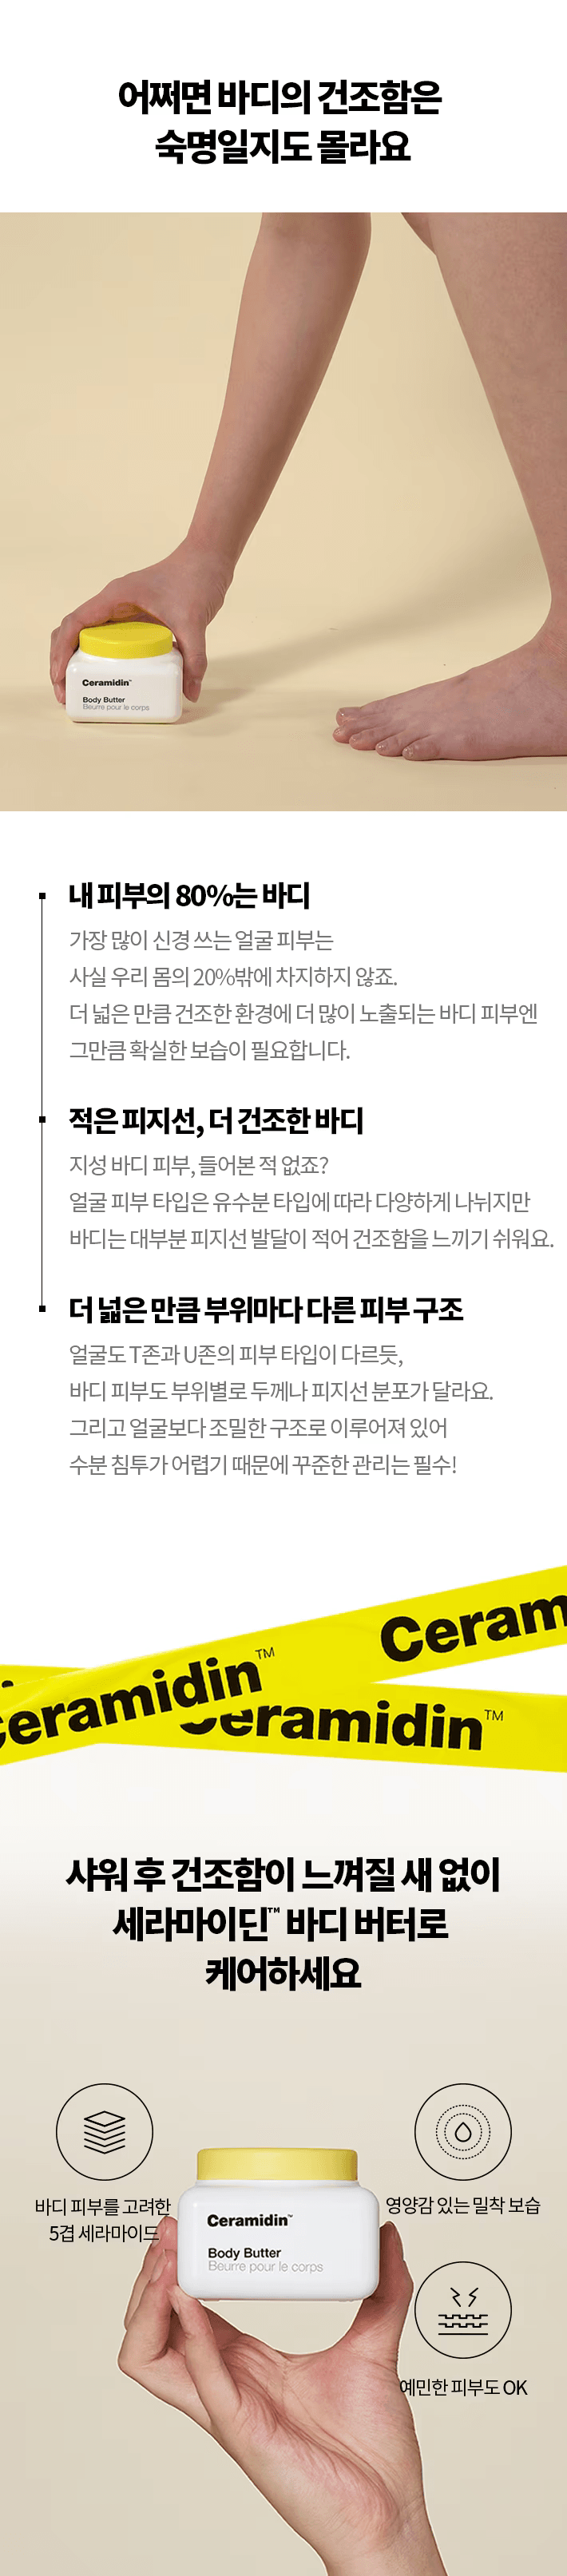 어쩌면 바디의 건조함은
숙명일지도 몰라요
Ceramidin™
Body Butter
Beurre pour le corps
내 피부의 80%는 바디
가장 많이 신경 쓰는 얼굴 피부는
사실 우리 몸의 20%밖에 차지하지 않죠.
더 넓은 만큼 건조한 환경에 더 많이 노출되는 바디 피부엔
그만큼 확실한 보습이 필요합니다.
적은 피지선, 더 건조한 바디
지성 바디 피부, 들어본 적 없죠?
얼굴 피부 타입은 유수분 타입에 따라 다양하게 나뉘지만
바디는 대부분 피지선 발달이 적어 건조함을 느끼기 쉬워요.
더 넓은 만큼 부위마다 다른 피부 구조
얼굴도 T존과 U존의 피부 타입이 다르듯,
바디 피부도 부위별로 두께나 피지선 분포가 달라요.
그리고 얼굴보다 조밀한 구조로 이루어져 있어
수분 침투가 어렵기 때문에 꾸준한 관리는 필수!
Ceram
eramidin™
eramidin™
샤워 후 건조함이 느껴질 새 없이
세라마이딘™ 바디 버터로
케어하세요
바디 피부를 고려한
5겹 세라마이드
영양감 있는 밀착 보습
Ceramidin™
Body Butter
Beurre pour le corps
예민한 피부도 OK